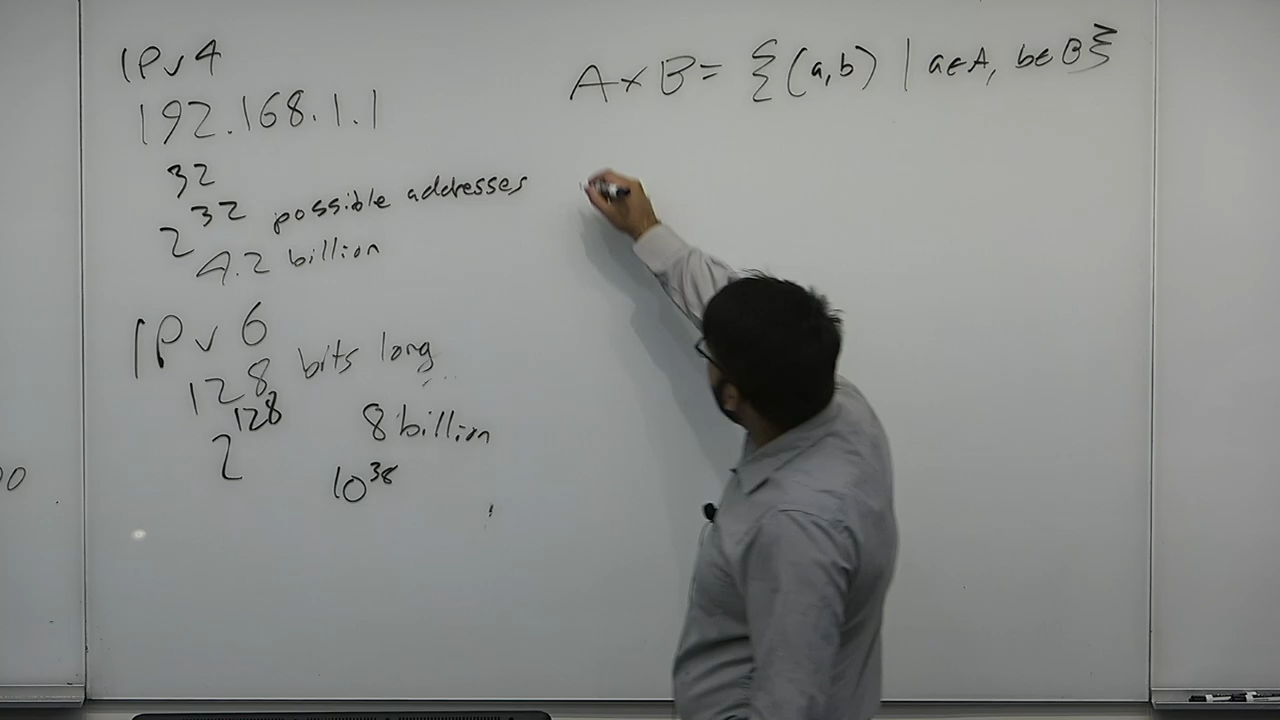 IPv4
192.168.1.1
32
2^32 possible addresses
4.2 billion
IPv6
128 bits long
2^128
8 billion
10^38
A × B = {(a,b) | a∈A, b∈B}
00